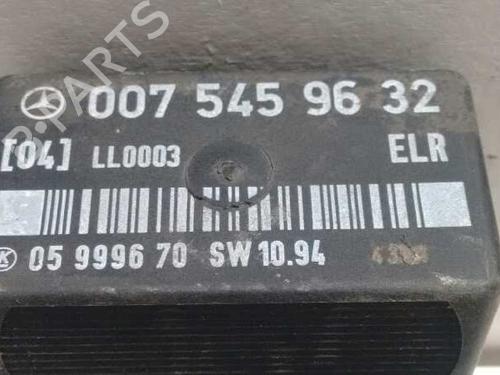 007 545 96 32
[04] LL0003 ELR
05 9996 70 SW 10.94
B-PARTS